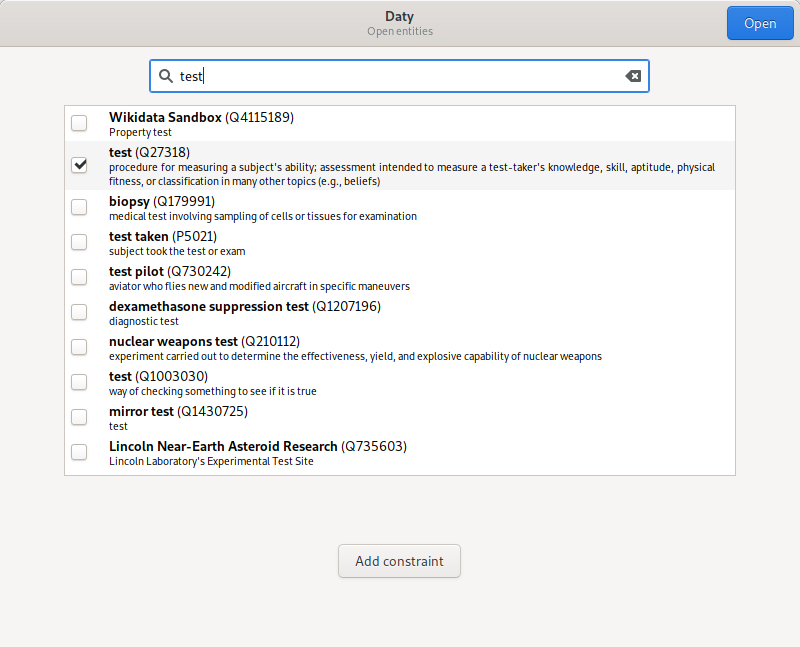 Daty
Open entities
Open
test
Wikidata Sandbox (Q4115189)
Property test
test (Q27318)
procedure for measuring a subject's ability; assessment intended to measure a test-taker's knowledge, skill, aptitude, physical
fitness, or classification in many other topics (e.g., beliefs)
biopsy (Q179991)
medical test involving sampling of cells or tissues for examination
test taken (P5021)
subject took the test or exam
test pilot (Q730242)
aviator who flies new and modified aircraft in specific maneuvers
dexamethasone suppression test (Q1207196)
diagnostic test
nuclear weapons test (Q210112)
experiment carried out to determine the effectiveness, yield, and explosive capability of nuclear weapons
test (Q1003030)
way of checking something to see if it is true
mirror test (Q1430725)
test
Lincoln Near-Earth Asteroid Research (Q735603)
Lincoln Laboratory's Experimental Test Site
Add constraint